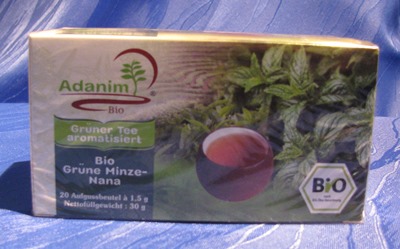 Adanim
Bio
Grüner Tee
aromatisiert
Bio
Grüne Minze-
Nana
20 Aufgussbeutel à 1,5 g
Nettofüllgewicht : 30 g
BiO